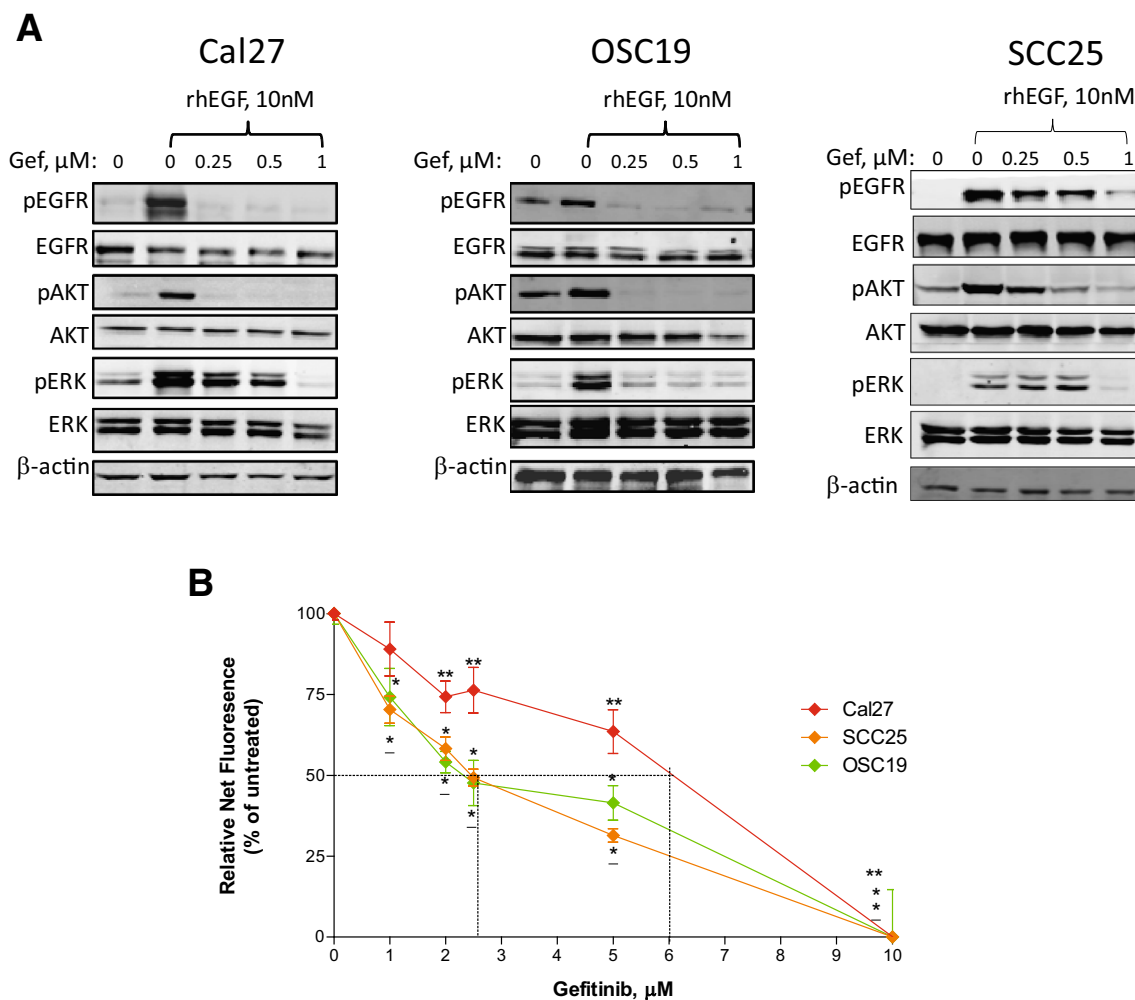 A
Cal27
OSC19
SCC25
rhEGF, 10nM
rhEGF, 10nM
rhEGF, 10nM
Gef, μM: 0 0 0.25 0.5 1
Gef, μM: 0 0 0.25 0.5 1
Gef, μM: 0 0 0.25 0.5 1
pEGFR
EGFR
pAKT
AKT
pERK
ERK
β-actin
pEGFR
EGFR
pAKT
AKT
pERK
ERK
β-actin
pEGFR
EGFR
pAKT
AKT
pERK
ERK
β-actin
B
Relative Net Fluoresence
(% of untreated)
100
75
50
25
0
** ** **
* * * *
* * * *
**
*
*
Cal27
SCC25
OSC19
0 1 2 3 4 5 6 7 8 9 10
Gefitinib, μM